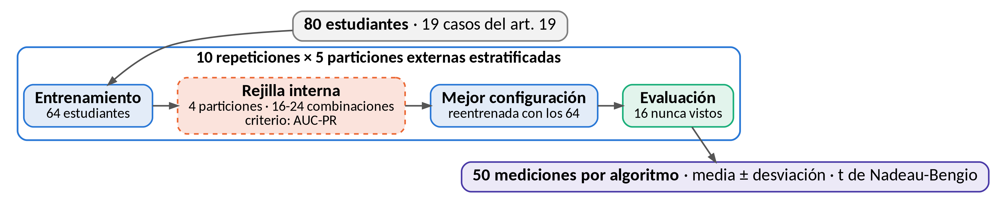 80 estudiantes · 19 casos del art. 19
10 repeticiones × 5 particiones externas estratificadas
Entrenamiento
64 estudiantes
Rejilla interna
4 particiones · 16-24 combinaciones
criterio: AUC-PR
Mejor configuración
reentrenada con los 64
Evaluación
16 nunca vistos
50 mediciones por algoritmo · media ± desviación · t de Nadeau-Bengio